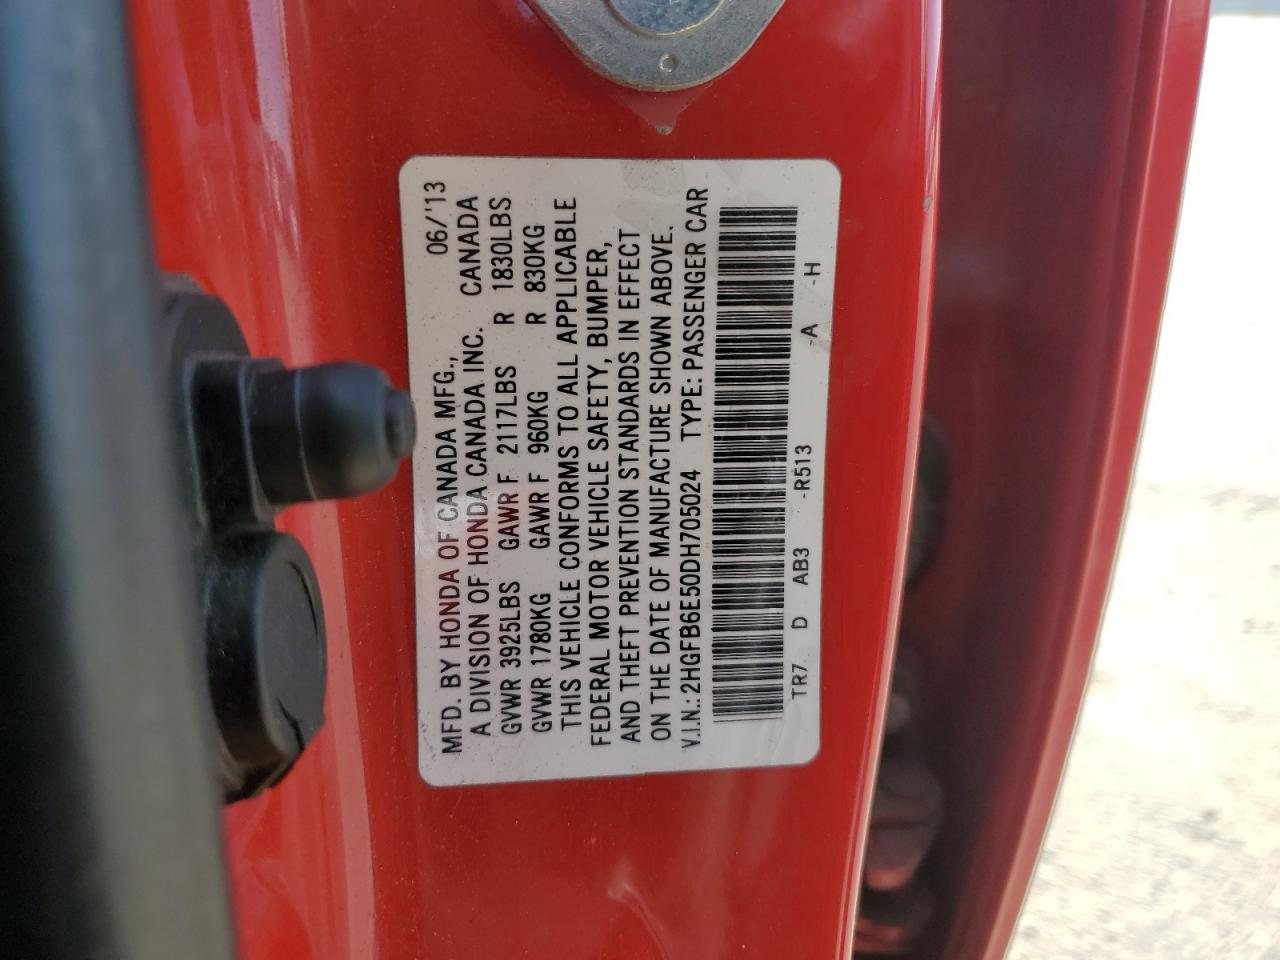 MFD. BY HONDA OF CANADA MFG., 06/'13
A DIVISION OF HONDA CANADA INC. CANADA
GVWR 3925LBS GAWR F 2117LBS R 1830LBS
GVWR 1780KG GAWR F 960KG R 830KG
THIS VEHICLE CONFORMS TO ALL APPLICABLE
FEDERAL MOTOR VEHICLE SAFETY, BUMPER,
AND THEFT PREVENTION STANDARDS IN EFFECT
ON THE DATE OF MANUFACTURE SHOWN ABOVE.
V.I.N.: 2HGFB6E50DH705024 TYPE: PASSENGER CAR
TR7 D AB3 -R513 -A -H